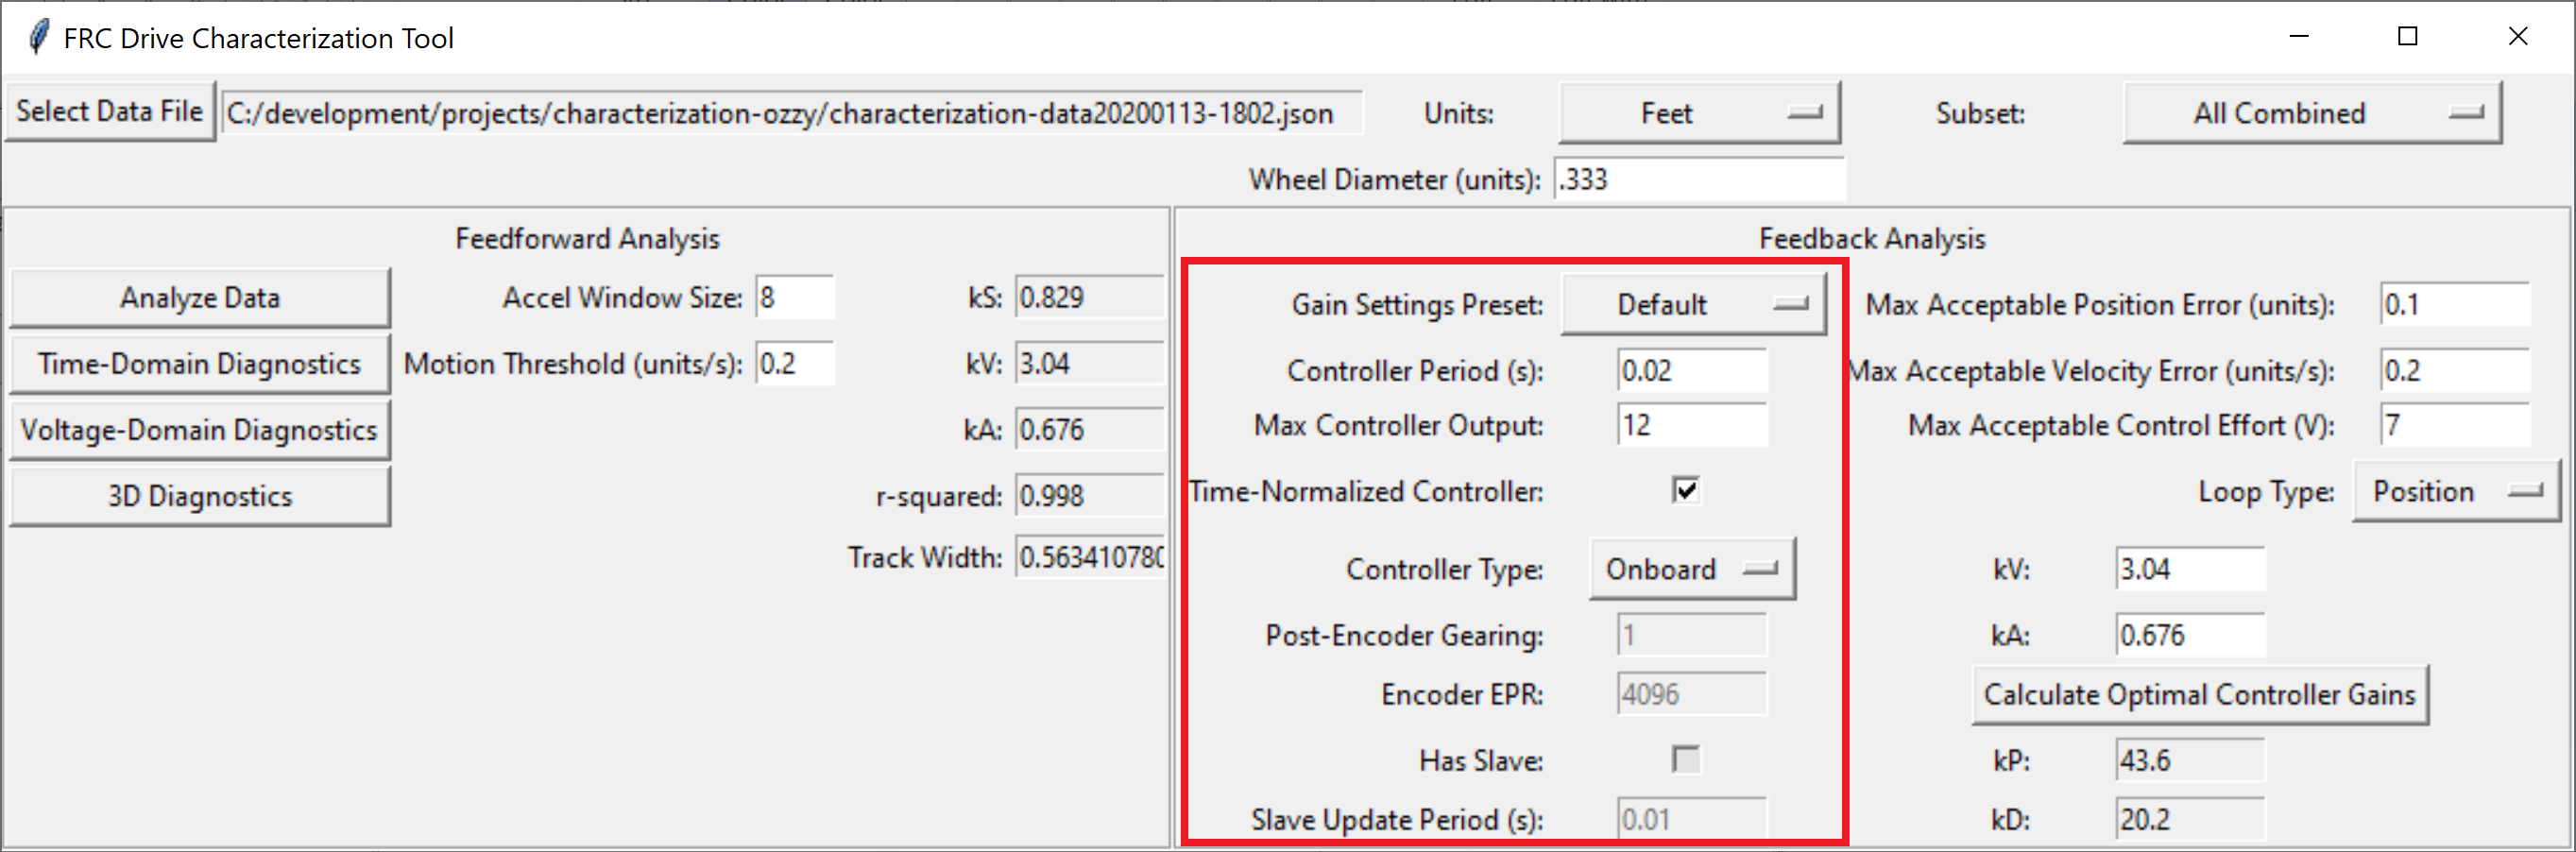 FRC Drive Characterization Tool
Select Data File C:/development/projects/characterization-ozzy/characterization-data20200113-1802.json Units: Feet Subset: All Combined
Wheel Diameter (units): .333
Feedforward Analysis
Analyze Data Accel Window Size: 8 kS: 0.829
Time-Domain Diagnostics Motion Threshold (units/s): 0.2 kV: 3.04
Voltage-Domain Diagnostics kA: 0.676
3D Diagnostics r-squared: 0.998
Track Width: 0.563410780
Feedback Analysis
Gain Settings Preset: Default Max Acceptable Position Error (units): 0.1
Controller Period (s): 0.02 Max Acceptable Velocity Error (units/s): 0.2
Max Controller Output: 12 Max Acceptable Control Effort (V): 7
Time-Normalized Controller: Loop Type: Position
Controller Type: Onboard kV: 3.04
Post-Encoder Gearing: 1 kA: 0.676
Encoder EPR: 4096 Calculate Optimal Controller Gains
Has Slave: kP: 43.6
Slave Update Period (s): 0.01 kD: 20.2